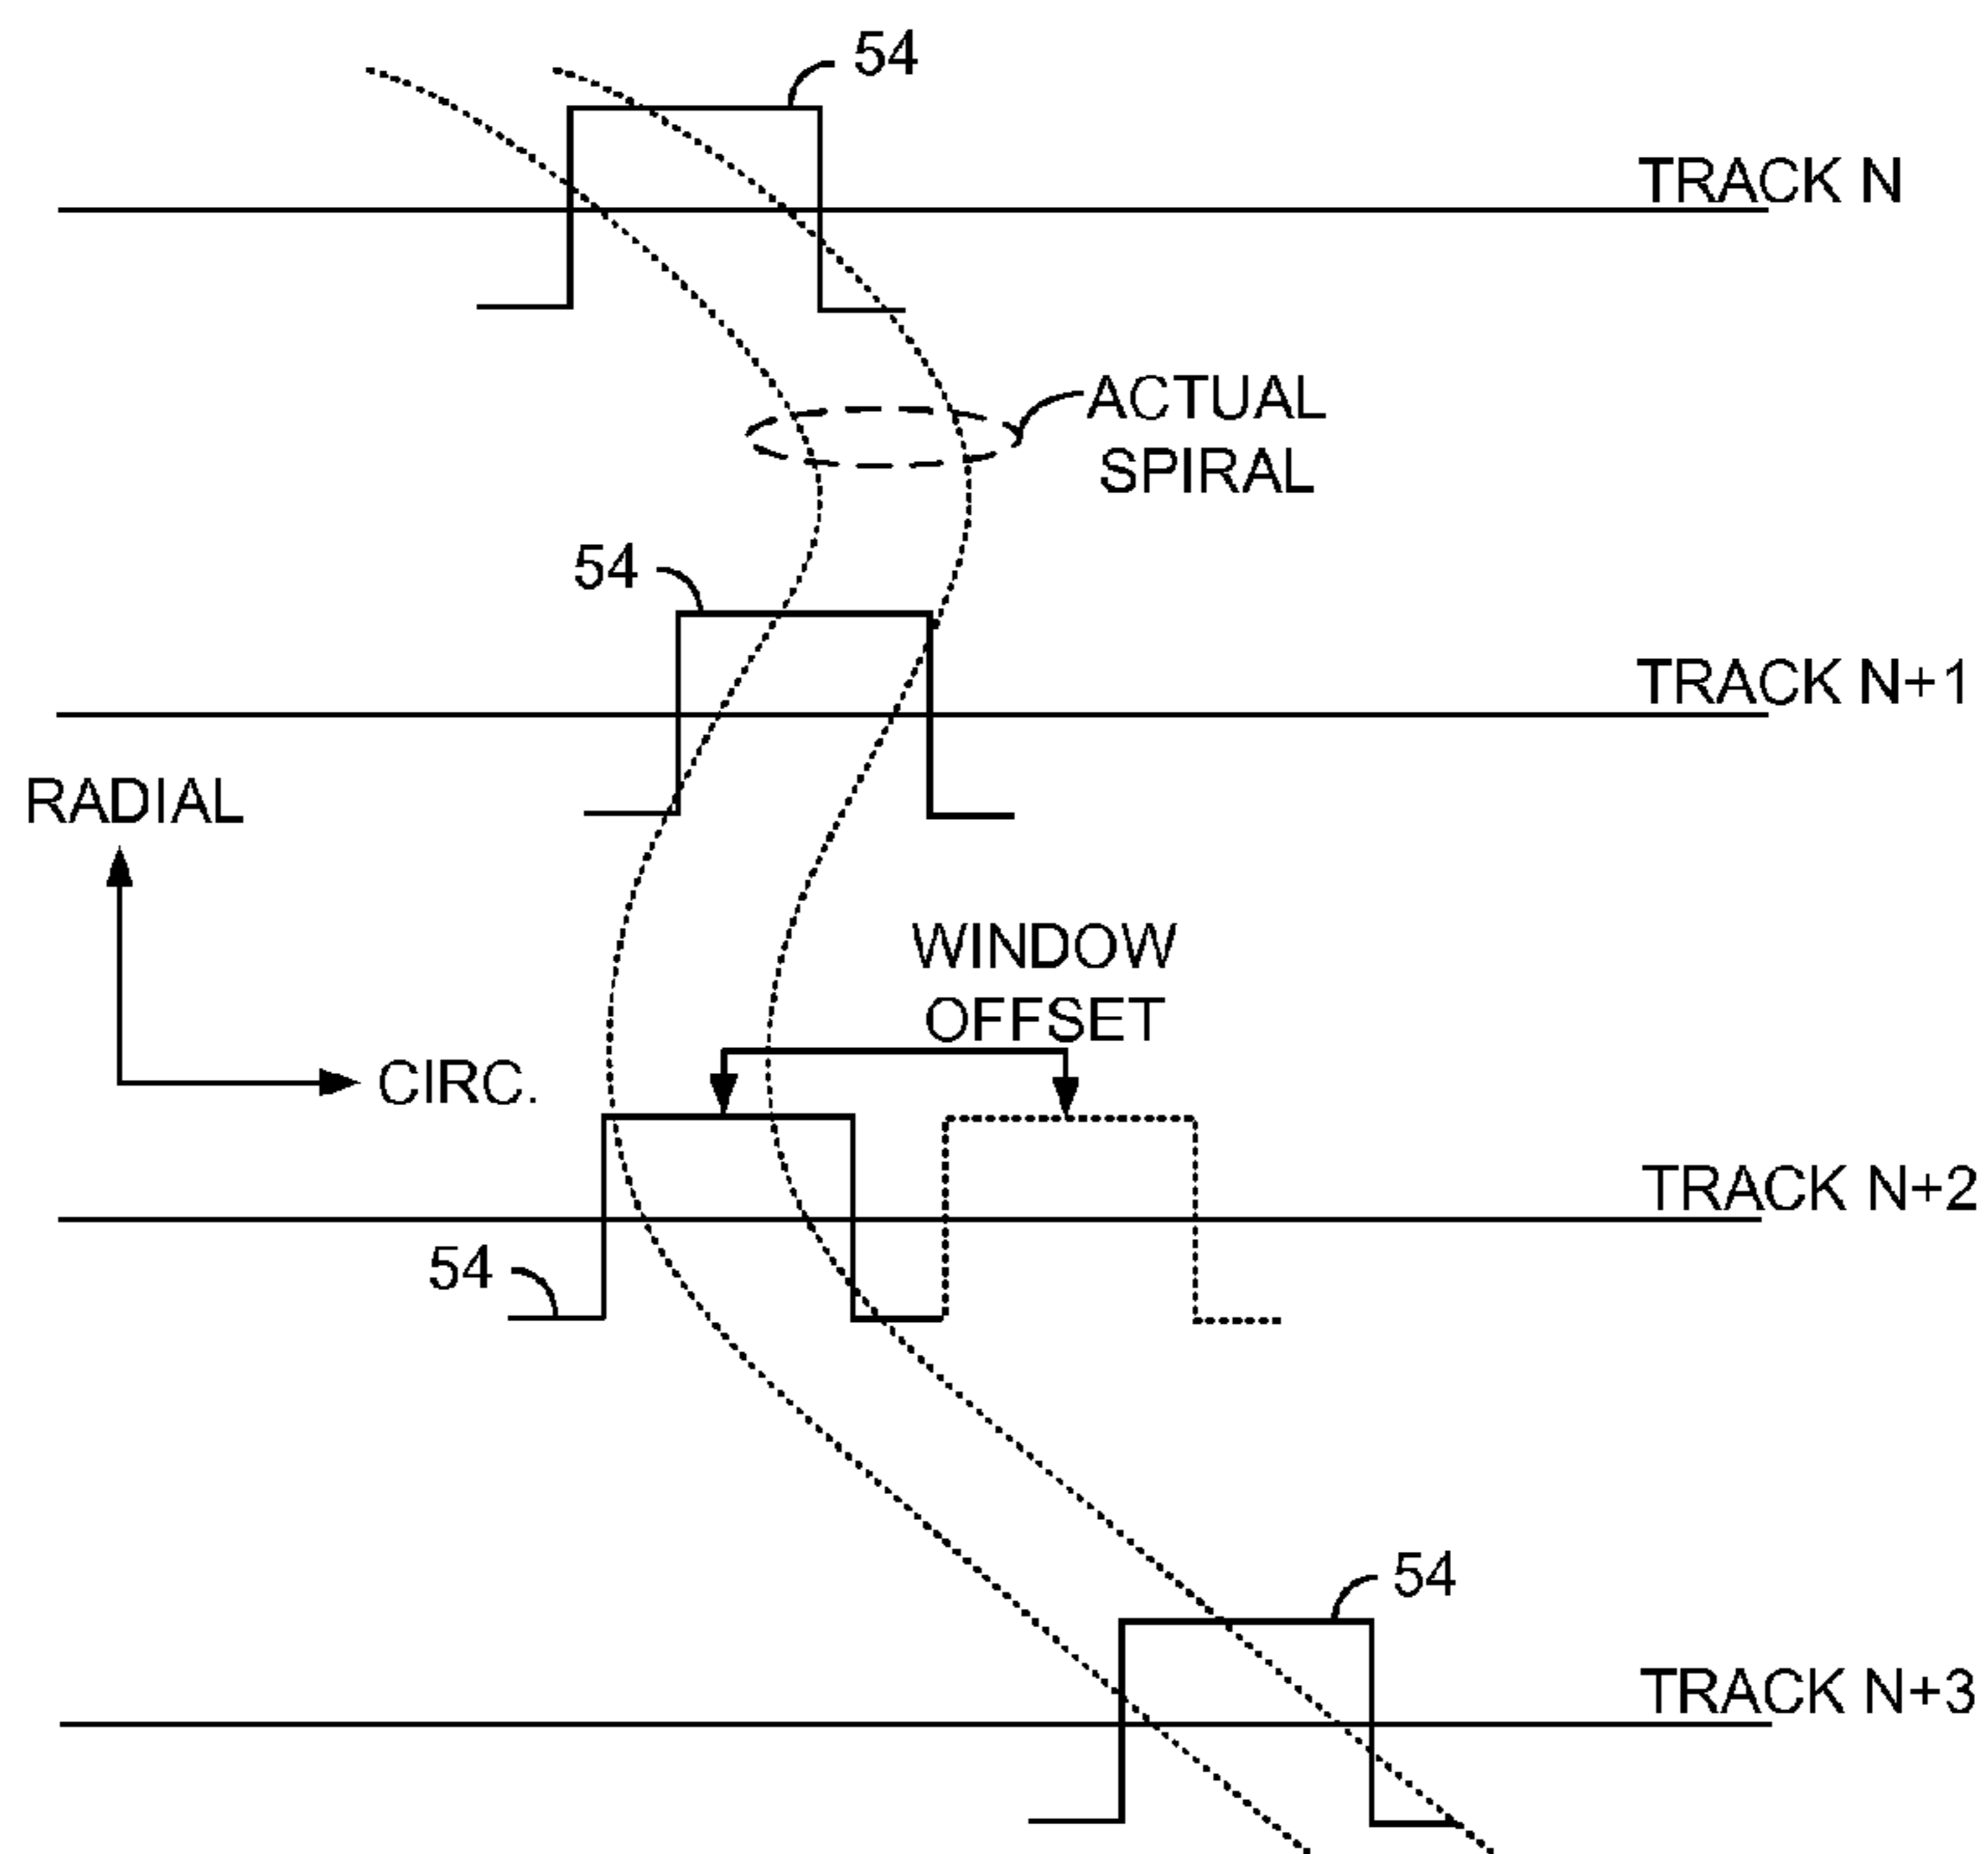 54
TRACK N
ACTUAL
SPIRAL
54
TRACK N+1
RADIAL
WINDOW
OFFSET
CIRC.
TRACK N+2
54
54
TRACK N+3